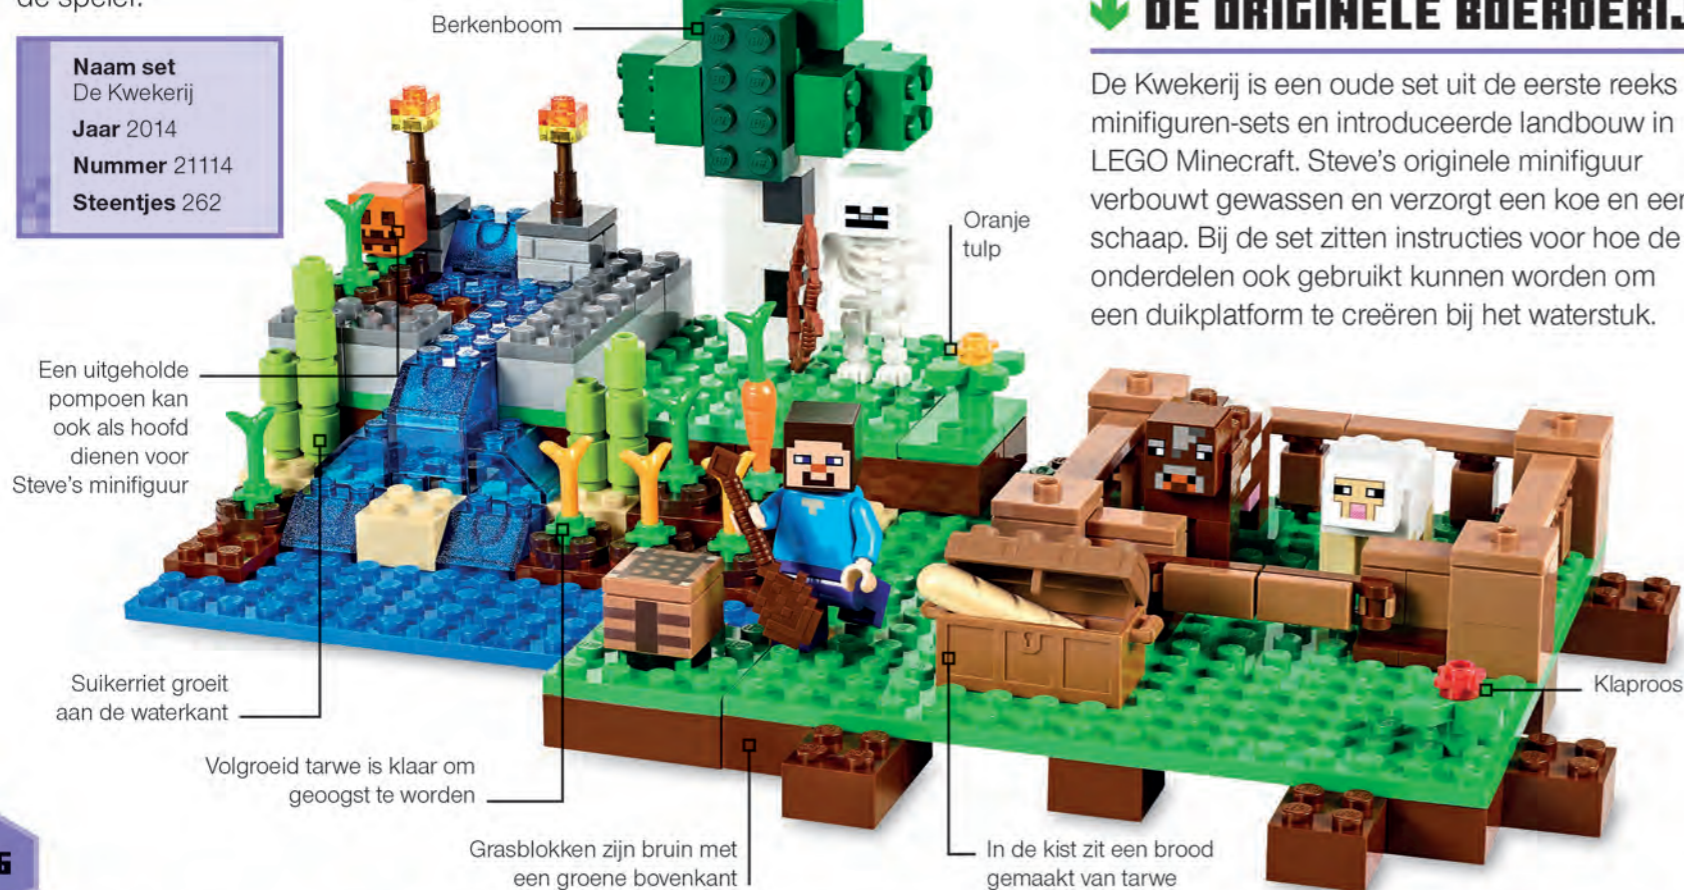 de speler.
Naam set
De Kwekerij
Jaar 2014
Nummer 21114
Steentjes 262
Berkenboom
DE ORIGINELE BOERDERIJ
De Kwekerij is een oude set uit de eerste reeks
minifiguren-sets en introduceerde landbouw in
LEGO Minecraft. Steve's originele minifiguur
verbouwt gewassen en verzorgt een koe en een
schaap. Bij de set zitten instructies voor hoe de
onderdelen ook gebruikt kunnen worden om
een duikplatform te creëren bij het waterstuk.
Oranje
tulp
Een uitgeholde
pompoen kan
ook als hoofd
dienen voor
Steve's minifiguur
Suikerriet groeit
aan de waterkant
Klaproos
Volgroeid tarwe is klaar om
geoogst te worden
Grasblokken zijn bruin met
een groene bovenkant
In de kist zit een brood
gemaakt van tarwe